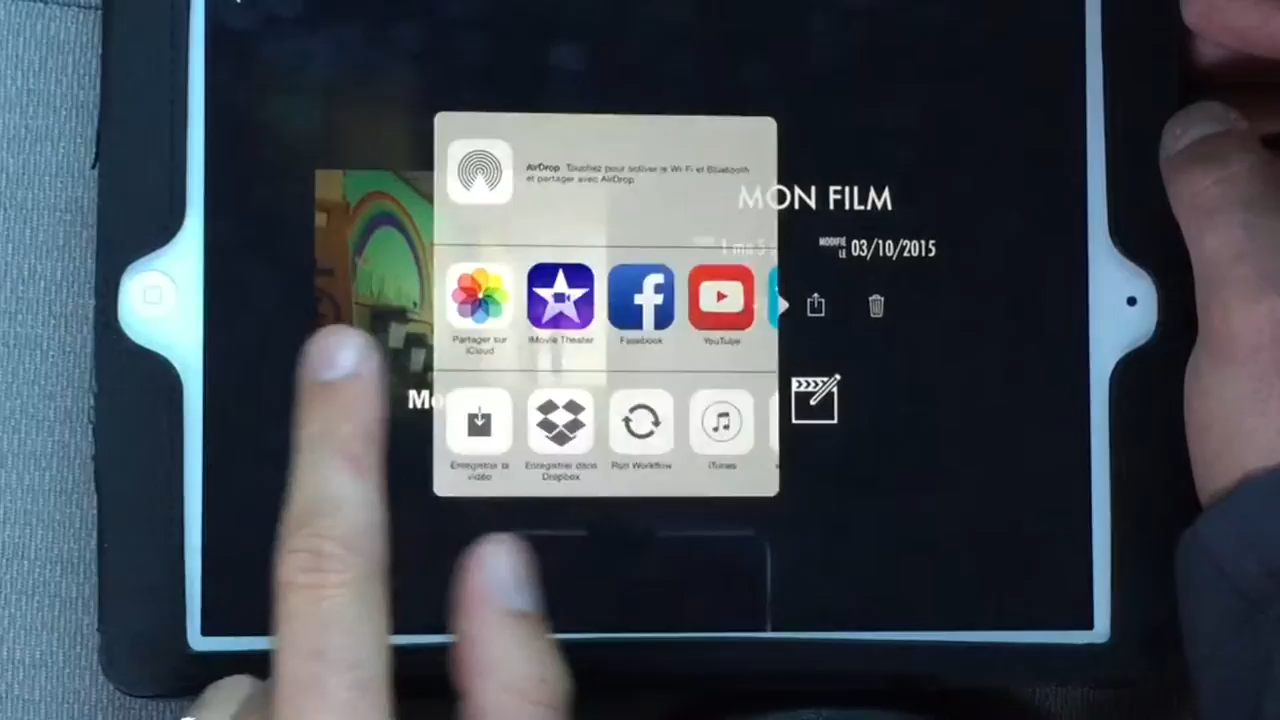 AirDrop Touchez pour activer le Wi-Fi et Bluetooth
et partager avec AirDrop
MON FILM
MODIFIÉ
LE 03/10/2015
Partager sur
iCloud
iMovie Theater
Facebook
YouTube
Mo
Enregistrer la
vidéo
Enregistrer dans
Dropbox
Run Workflow
iTunes